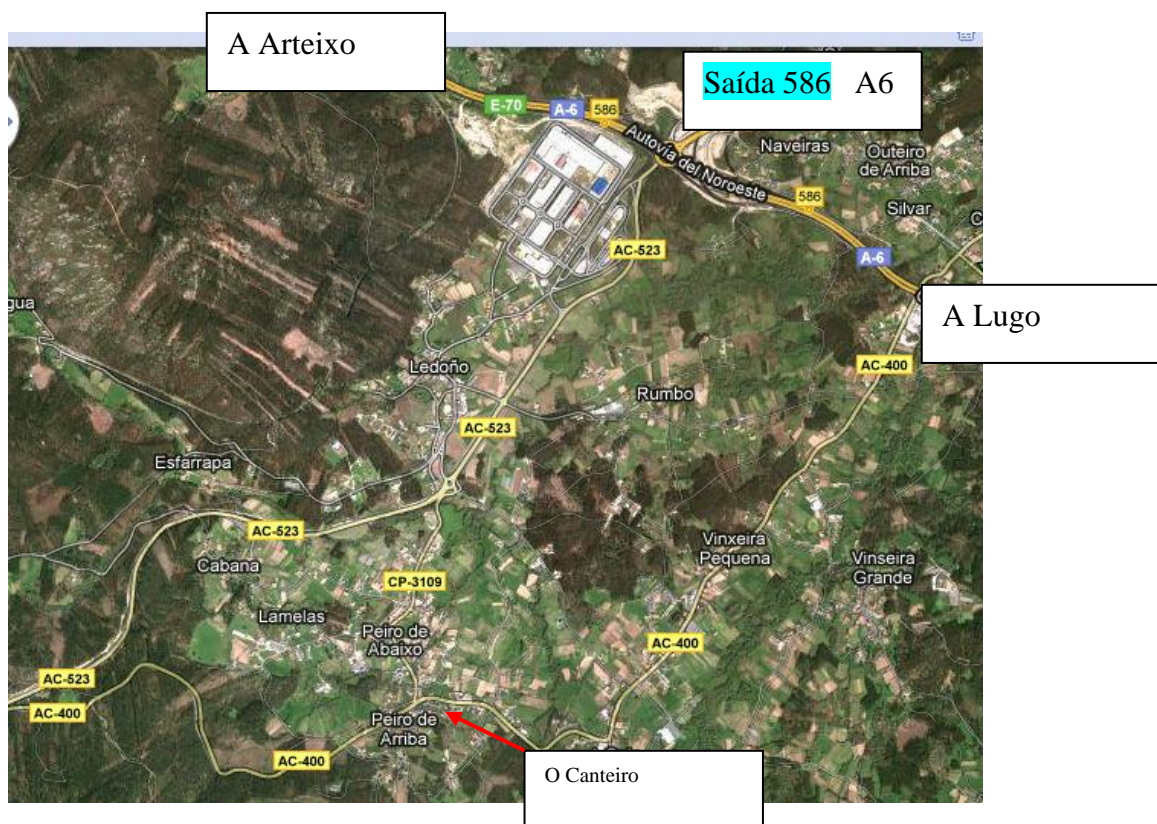 A Arteixo
Saída 586 A6
E-70
A-6
586
Autovía del Noroeste
Naveiras
Outeiro
de Arriba
586
Silvar
AC-523
A-6
A Lugo
gua
AC-400
Ledoño
Rumbo
AC-523
Esfarrapa
AC-523
Cabana
Vinxeira
Pequena
Vinseira
Grande
CP-3109
Lamelas
Peiro de
Abaixo
AC-400
AC-523
AC-400
Peiro de
Arriba
AC-400
O Canteiro